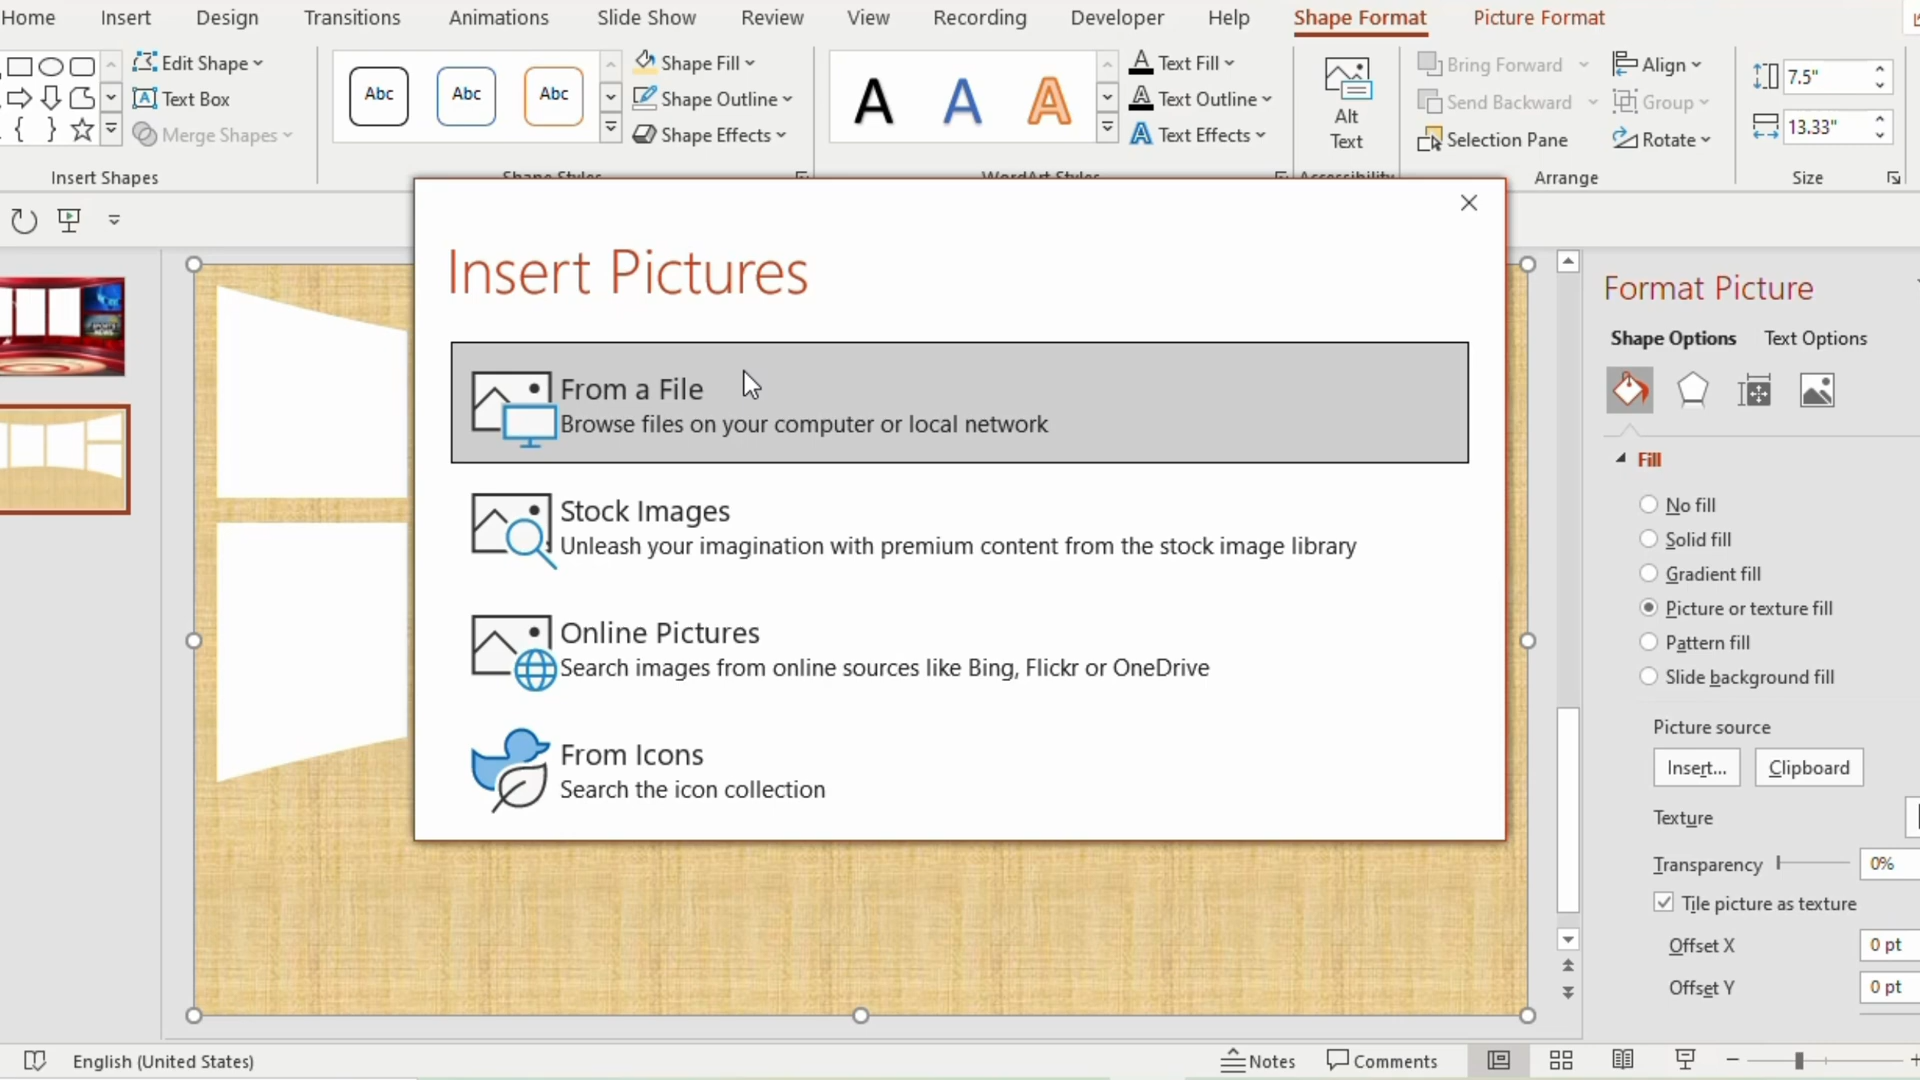 Home Insert Design Transitions Animations Slide Show Review View Recording Developer Help Shape Format Picture Format
Edit Shape
Text Box
Merge Shapes
Insert Shapes
Abc Abc Abc
Shape Fill
Shape Outline
Shape Effects
Shape Styles
A A A
Text Fill
Text Outline
Text Effects
WordArt Styles
Alt
Text
Accessibility
Bring Forward
Send Backward
Selection Pane
Align
Group
Rotate
Arrange
7.5"
13.33"
Size
Insert Pictures
From a File
Browse files on your computer or local network
Stock Images
Unleash your imagination with premium content from the stock image library
Online Pictures
Search images from online sources like Bing, Flickr or OneDrive
From Icons
Search the icon collection
Format Picture
Shape Options Text Options
Fill
No fill
Solid fill
Gradient fill
Picture or texture fill
Pattern fill
Slide background fill
Picture source
Insert... Clipboard
Texture
Transparency 0%
Tile picture as texture
Offset X 0 pt
Offset Y 0 pt
English (United States) Notes Comments